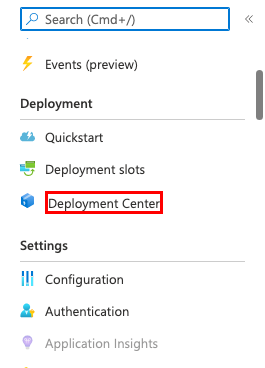 Search (Cmd+/)
Events (preview)
Deployment
Quickstart
Deployment slots
Deployment Center
Settings
Configuration
Authentication
Application Insights